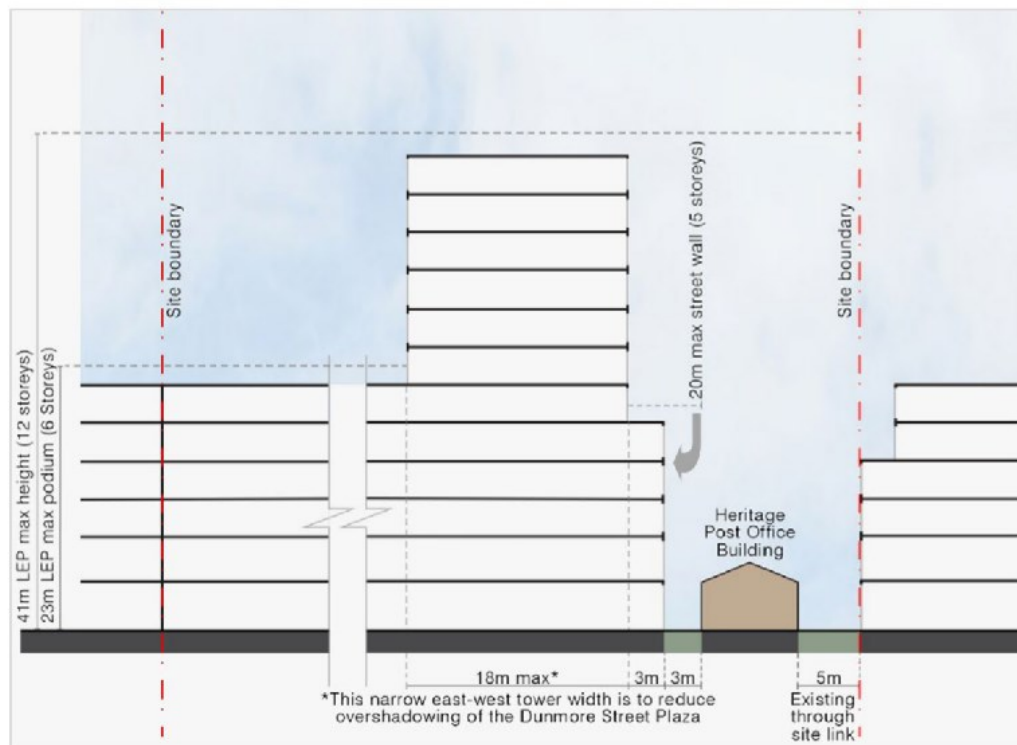 41m LEP max height (12 storeys)
23m LEP max podium (6 Storeys)
Site boundary
20m max street wall (5 storeys)
Site boundary
Heritage
Post Office
Building
18m max*
3m
3m
5m
*This narrow east-west tower width is to reduce
overshadowing of the Dunmore Street Plaza
Existing
through
site link